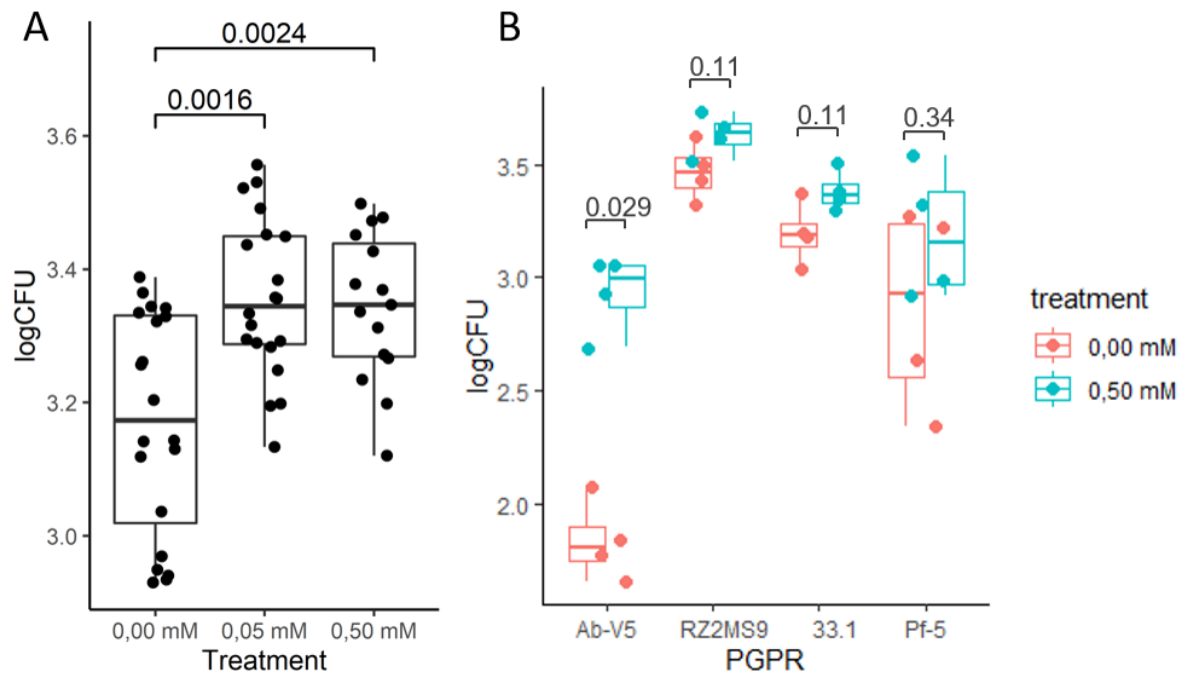 A
0.0024
0.0016
3.6
3.4
3.2
3.0
logCFU
0,00 mM
0,05 mM
0,50 mM
Treatment
B
0.11
0.11
0.34
0.029
3.5
3.0
2.5
2.0
logCFU
Ab-V5
RZ2MS9
33.1
Pf-5
PGPR
treatment
0,00 mM
0,50 mM